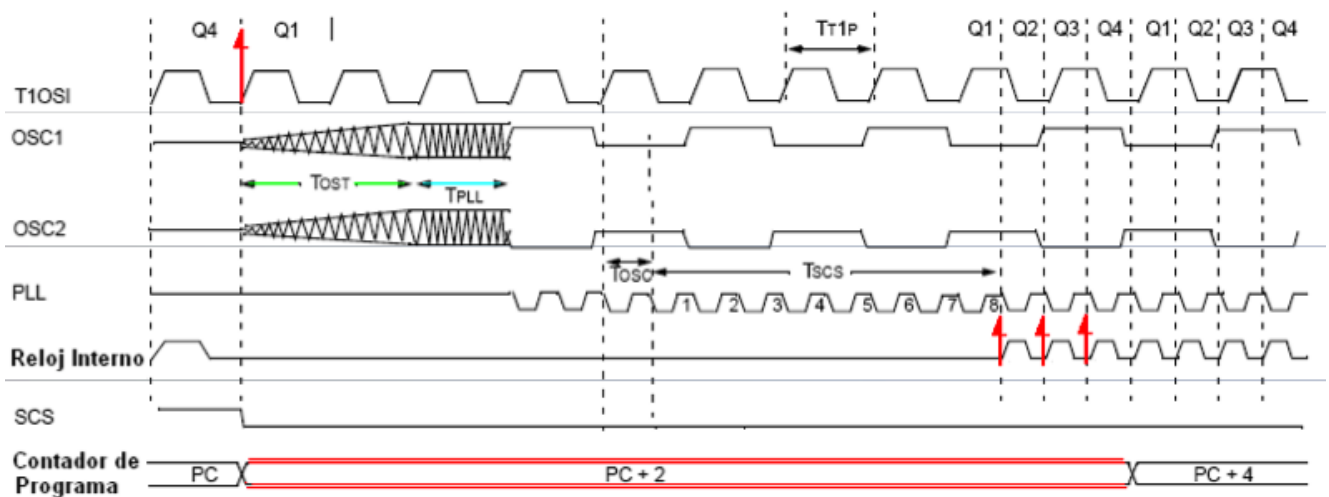 Q4 Q1 TT1P Q1 Q2 Q3 Q4 Q1 Q2 Q3 Q4
T1OSI
OSC1
TOST TPLL
OSC2
TOSC TSCS
PLL 1 2 3 4 5 6 7 8
Reloj Interno
SCS
Contador de Programa PC PC + 2 PC + 4